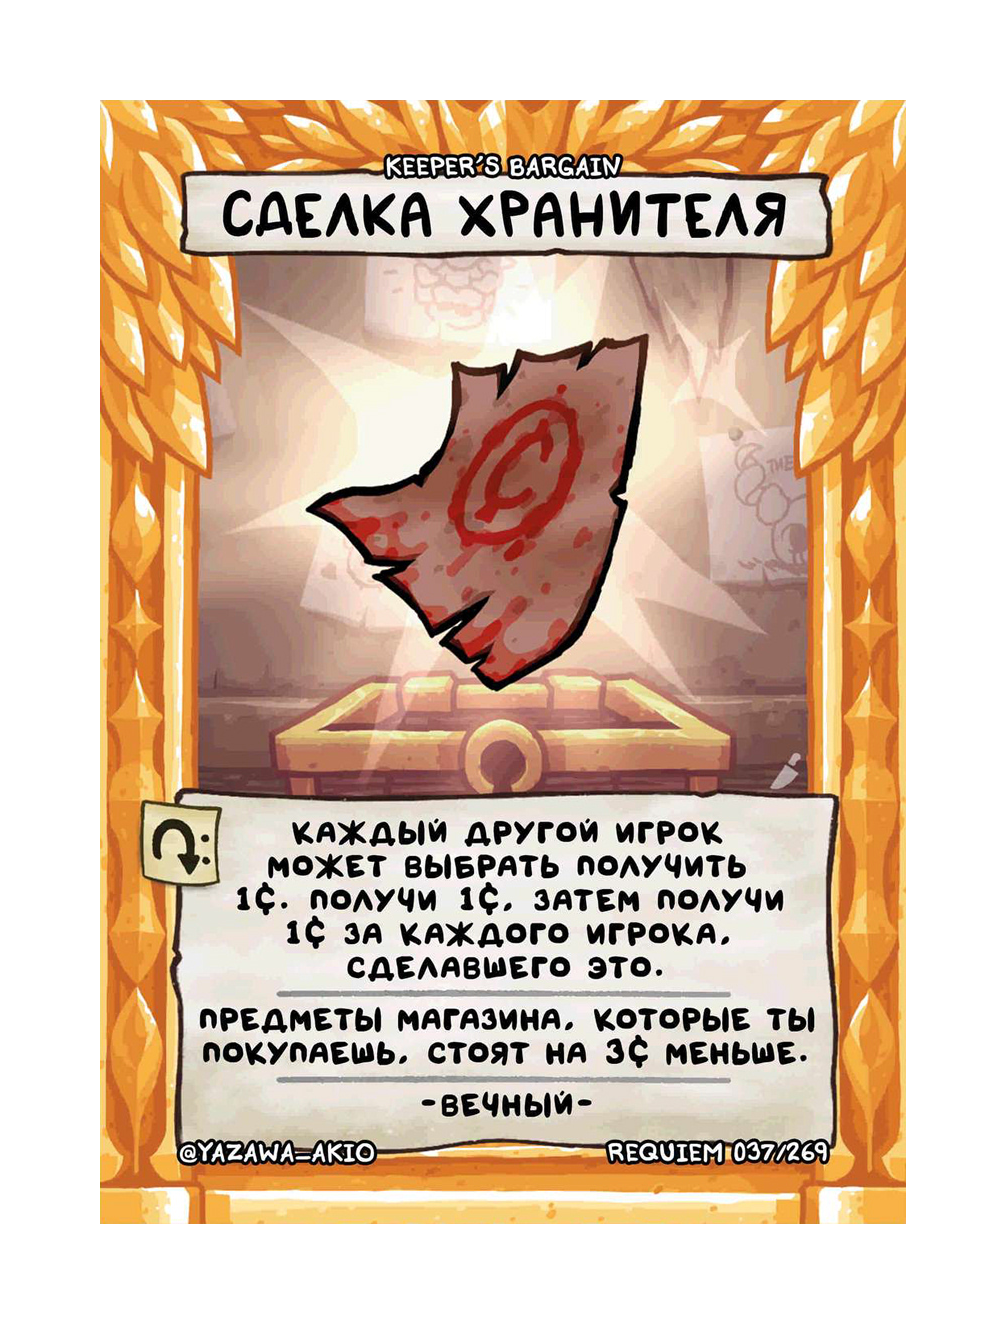 KEEPER'S BARGAIN
СДЕЛКА ХРАНИТЕЛЯ
©
THE
КАЖДЫЙ ДРУГОЙ ИГРОК
МОЖЕТ ВЫБРАТЬ ПОЛУЧИТЬ
1¢. ПОЛУЧИ 1¢, ЗАТЕМ ПОЛУЧИ
1¢ ЗА КАЖДОГО ИГРОКА,
СДЕЛАВШЕГО ЭТО.
ПРЕДМЕТЫ МАГАЗИНА, КОТОРЫЕ ТЫ
ПОКУПАЕШЬ, СТОЯТ НА 3¢ МЕНЬШЕ.
-ВЕЧНЫЙ-
@YAZAWA_AKIO
REQUIEM 037/269